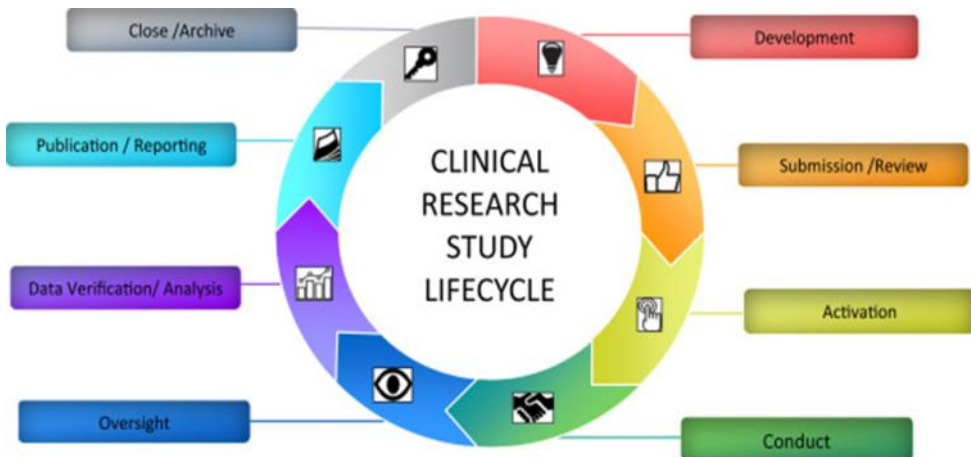 Close /Archive
Development
Publication / Reporting
Submission /Review
CLINICAL
RESEARCH
STUDY
LIFECYCLE
Data Verification/ Analysis
Activation
Oversight
Conduct